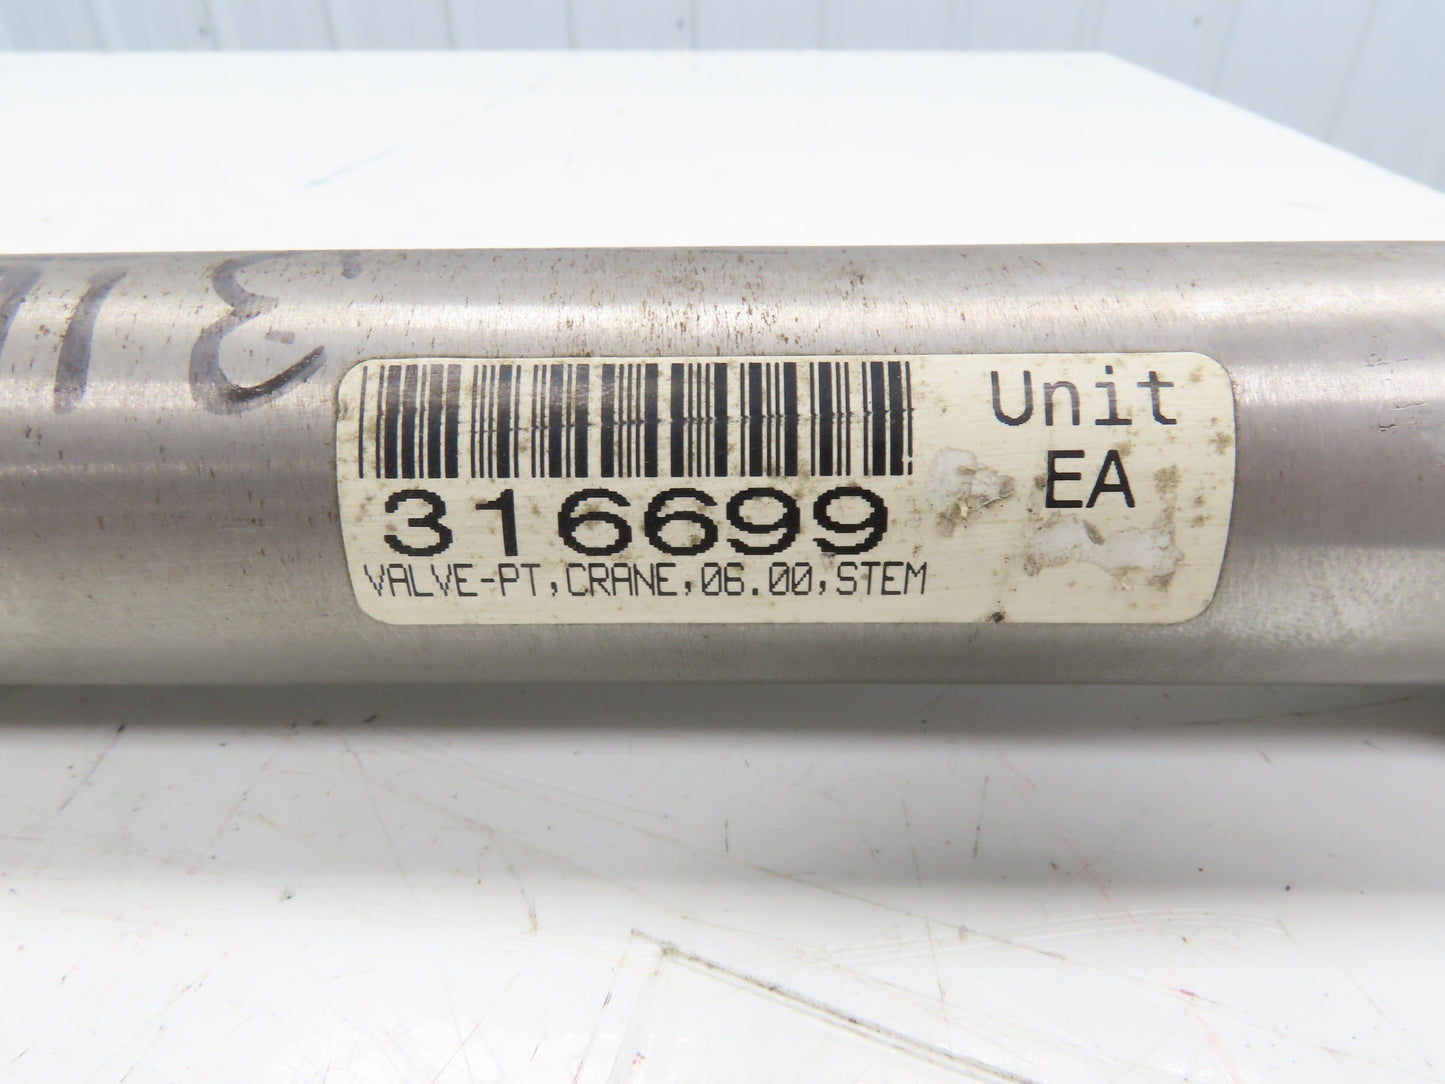 316699
VALVE-PT,CRANE,06.00,STEM
Unit
EA